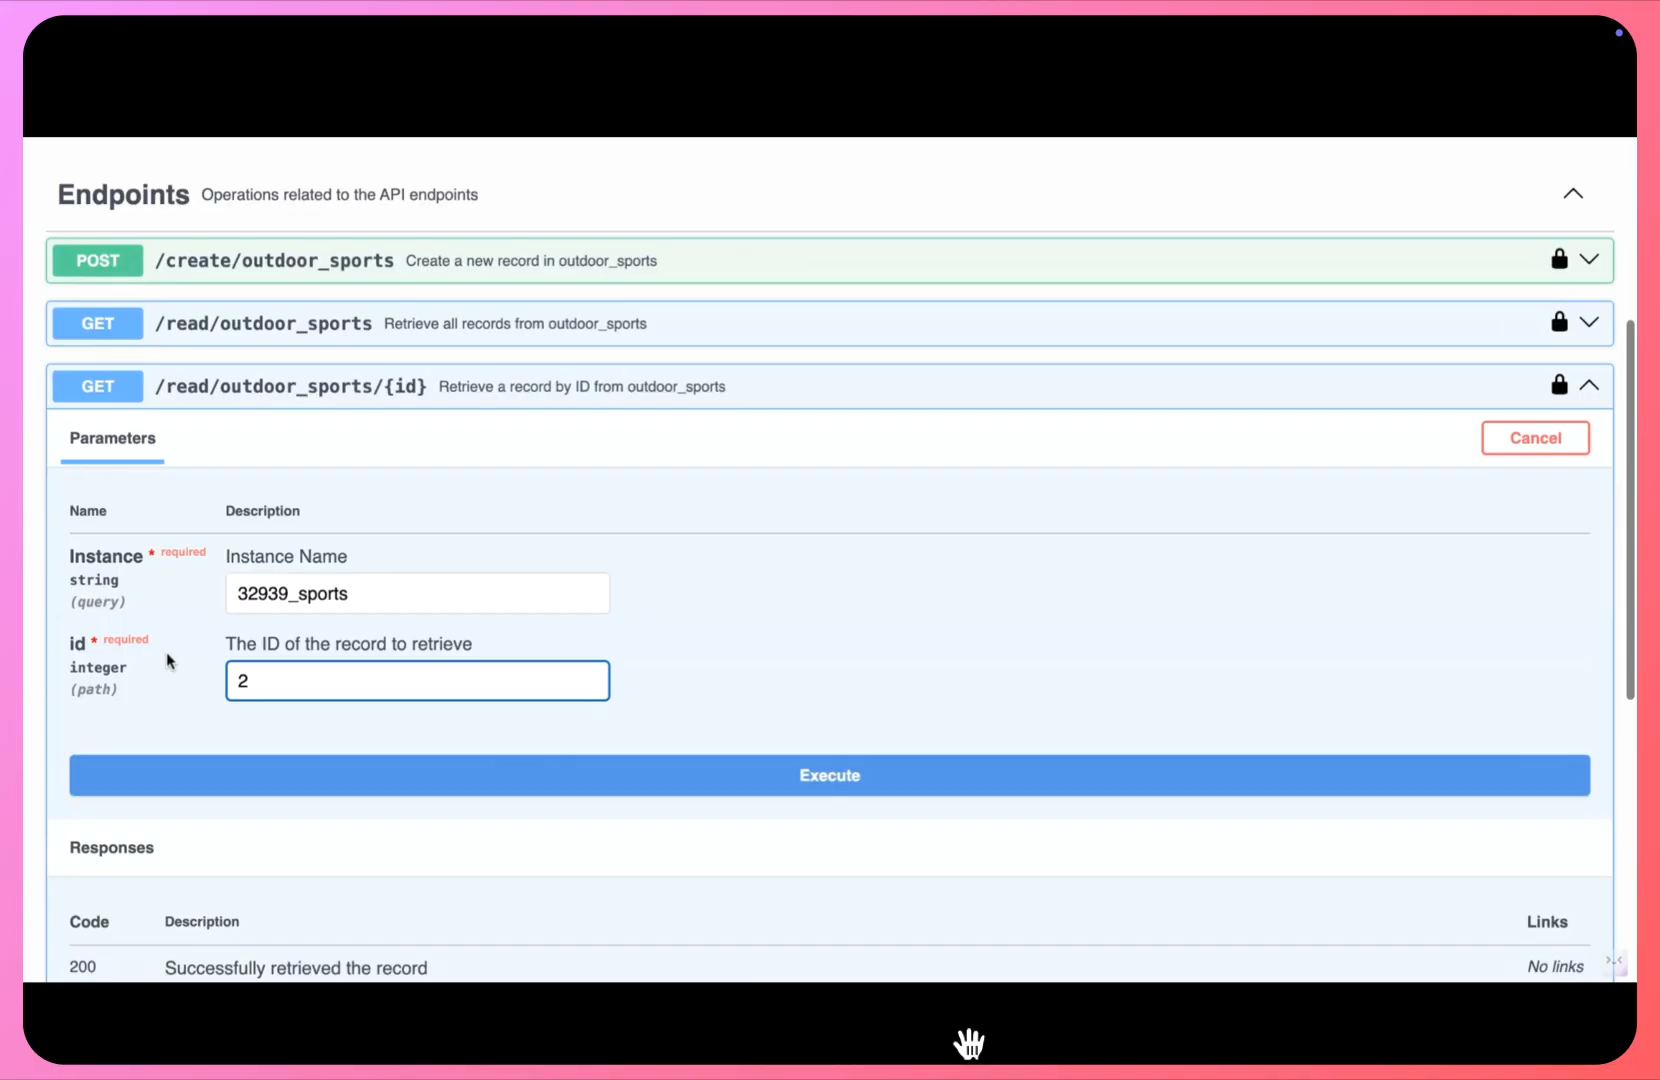 Endpoints Operations related to the API endpoints
POST /create/outdoor_sports Create a new record in outdoor_sports
GET /read/outdoor_sports Retrieve all records from outdoor_sports
GET /read/outdoor_sports/{id} Retrieve a record by ID from outdoor_sports
Parameters Cancel
Name Description
Instance * required Instance Name
string 32939_sports
(query)
id * required The ID of the record to retrieve
integer 2
(path)
Execute
Responses
Code Description Links
200 Successfully retrieved the record No links